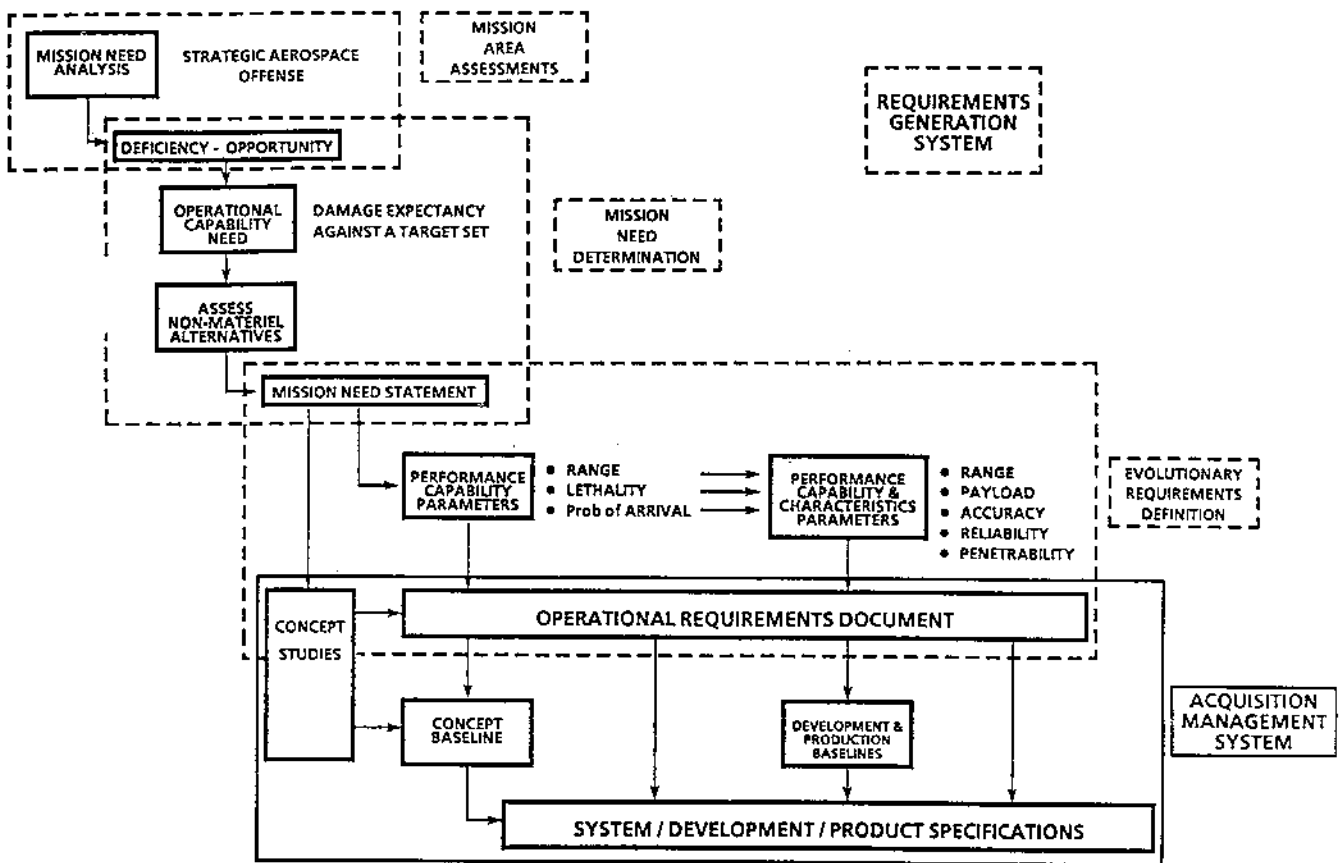 MISSION NEED
ANALYSIS
STRATEGIC AEROSPACE
OFFENSE
MISSION
AREA
ASSESSMENTS
REQUIREMENTS
GENERATION
SYSTEM
DEFICIENCY - OPPORTUNITY
OPERATIONAL
CAPABILITY
NEED
DAMAGE EXPECTANCY
AGAINST A TARGET SET
MISSION
NEED
DETERMINATION
ASSESS
NON-MATERIEL
ALTERNATIVES
MISSION NEED STATEMENT
PERFORMANCE
CAPABILITY
PARAMETERS
● RANGE
● LETHALITY
● Prob of ARRIVAL
PERFORMANCE
CAPABILITY &
CHARACTERISTICS
PARAMETERS
● RANGE
● PAYLOAD
● ACCURACY
● RELIABILITY
● PENETRABILITY
EVOLUTIONARY
REQUIREMENTS
DEFINITION
CONCEPT
STUDIES
OPERATIONAL REQUIREMENTS DOCUMENT
CONCEPT
BASELINE
DEVELOPMENT &
PRODUCTION
BASELINES
ACQUISITION
MANAGEMENT
SYSTEM
SYSTEM / DEVELOPMENT / PRODUCT SPECIFICATIONS